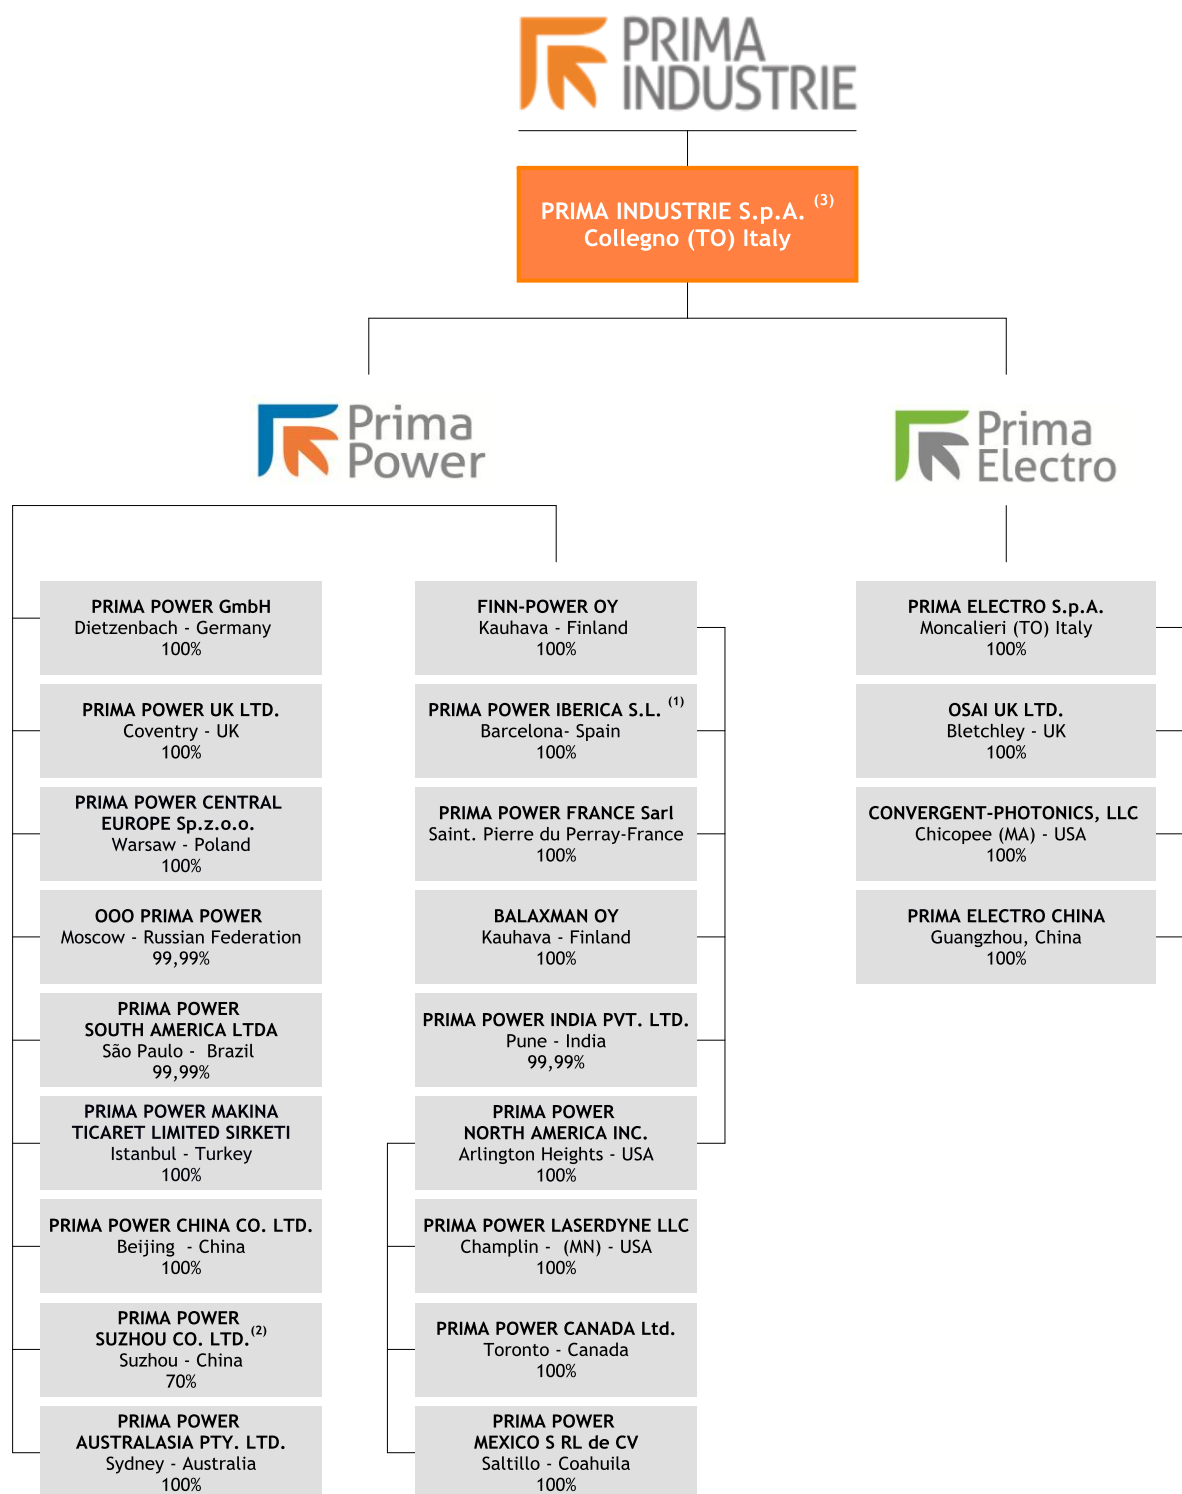 PRIMA
INDUSTRIE
PRIMA INDUSTRIE S.p.A. (3)
Collegno (TO) Italy
Prima
Power
Prima
Electro
PRIMA POWER GmbH
Dietzenbach - Germany
100%
PRIMA POWER UK LTD.
Coventry - UK
100%
PRIMA POWER CENTRAL
EUROPE Sp.z.o.o.
Warsaw - Poland
100%
OOO PRIMA POWER
Moscow - Russian Federation
99,99%
PRIMA POWER
SOUTH AMERICA LTDA
São Paulo - Brazil
99,99%
PRIMA POWER MAKINA
TICARET LIMITED SIRKETI
Istanbul - Turkey
100%
PRIMA POWER CHINA CO. LTD.
Beijing - China
100%
PRIMA POWER
SUZHOU CO. LTD.(2)
Suzhou - China
70%
PRIMA POWER
AUSTRALASIA PTY. LTD.
Sydney - Australia
100%
FINN-POWER OY
Kauhava - Finland
100%
PRIMA POWER IBERICA S.L. (1)
Barcelona- Spain
100%
PRIMA POWER FRANCE Sarl
Saint. Pierre du Perray-France
100%
BALAXMAN OY
Kauhava - Finland
100%
PRIMA POWER INDIA PVT. LTD.
Pune - India
99,99%
PRIMA POWER
NORTH AMERICA INC.
Arlington Heights - USA
100%
PRIMA POWER LASERDYNE LLC
Champlin - (MN) - USA
100%
PRIMA POWER CANADA Ltd.
Toronto - Canada
100%
PRIMA POWER
MEXICO S RL de CV
Saltillo - Coahuila
100%
PRIMA ELECTRO S.p.A.
Moncalieri (TO) Italy
100%
OSAI UK LTD.
Bletchley - UK
100%
CONVERGENT-PHOTONICS, LLC
Chicopee (MA) - USA
100%
PRIMA ELECTRO CHINA
Guangzhou, China
100%